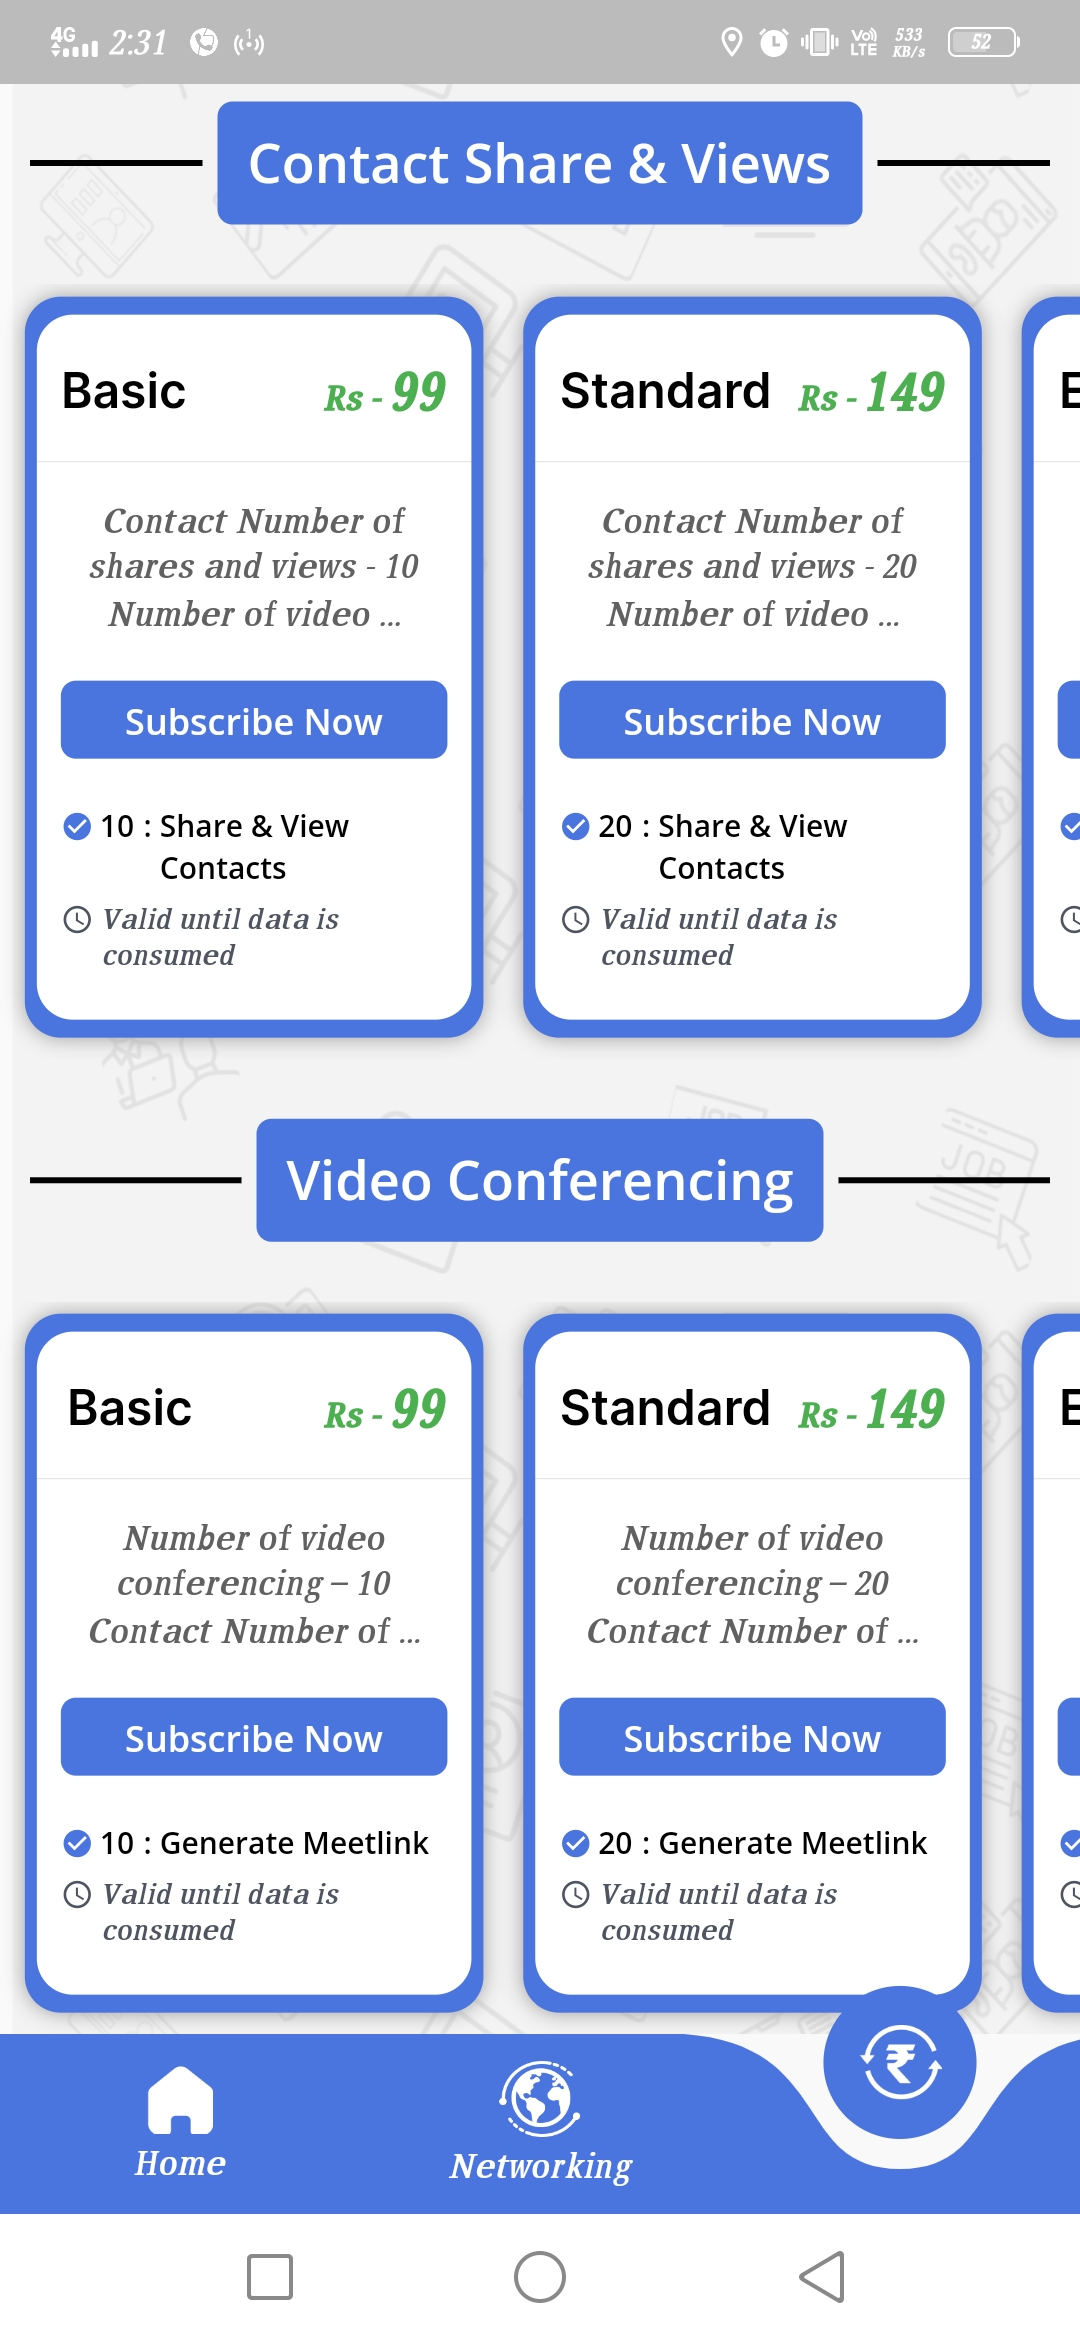 4G 2:31 1 Vo) LTE 533 KB/s 52
Contact Share & Views
Basic Rs - 99
Contact Number of
shares and views - 10
Number of video ...
Subscribe Now
10 : Share & View
Contacts
Valid until data is
consumed
Standard Rs - 149
Contact Number of
shares and views - 20
Number of video ...
Subscribe Now
20 : Share & View
Contacts
Valid until data is
consumed
Video Conferencing
Basic Rs - 99
Number of video
conferencing – 10
Contact Number of ...
Subscribe Now
10 : Generate Meetlink
Valid until data is
consumed
Standard Rs - 149
Number of video
conferencing – 20
Contact Number of ...
Subscribe Now
20 : Generate Meetlink
Valid until data is
consumed
JOB
₹
Home
Networking